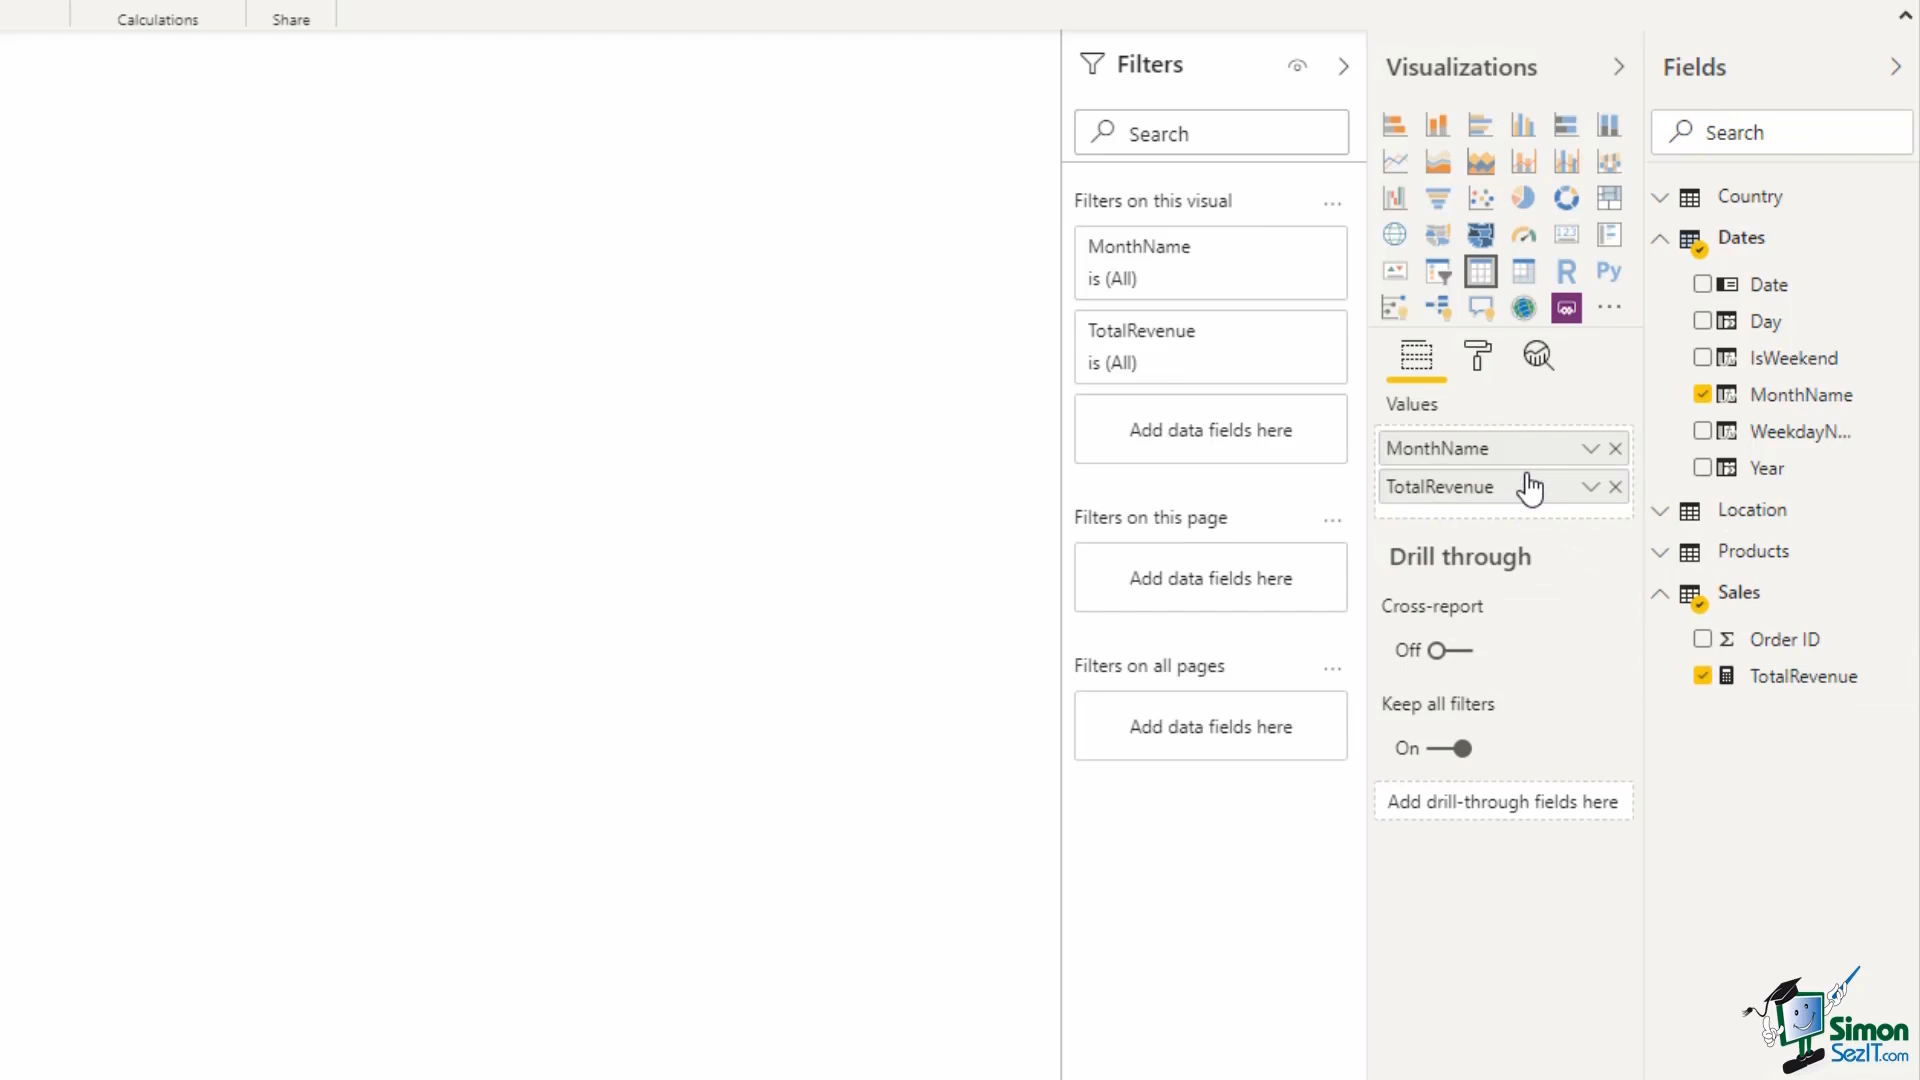 Calculations
Share
Filters
Search
Filters on this visual
MonthName
is (All)
TotalRevenue
is (All)
Add data fields here
Filters on this page
Add data fields here
Filters on all pages
Add data fields here
Visualizations
123
R
Py
Values
MonthName
TotalRevenue
Drill through
Cross-report
Off
Keep all filters
On
Add drill-through fields here
Fields
Search
Country
Dates
Date
Day
IsWeekend
MonthName
WeekdayN...
Year
Location
Products
Sales
Σ Order ID
TotalRevenue
Simon
SezIT.com